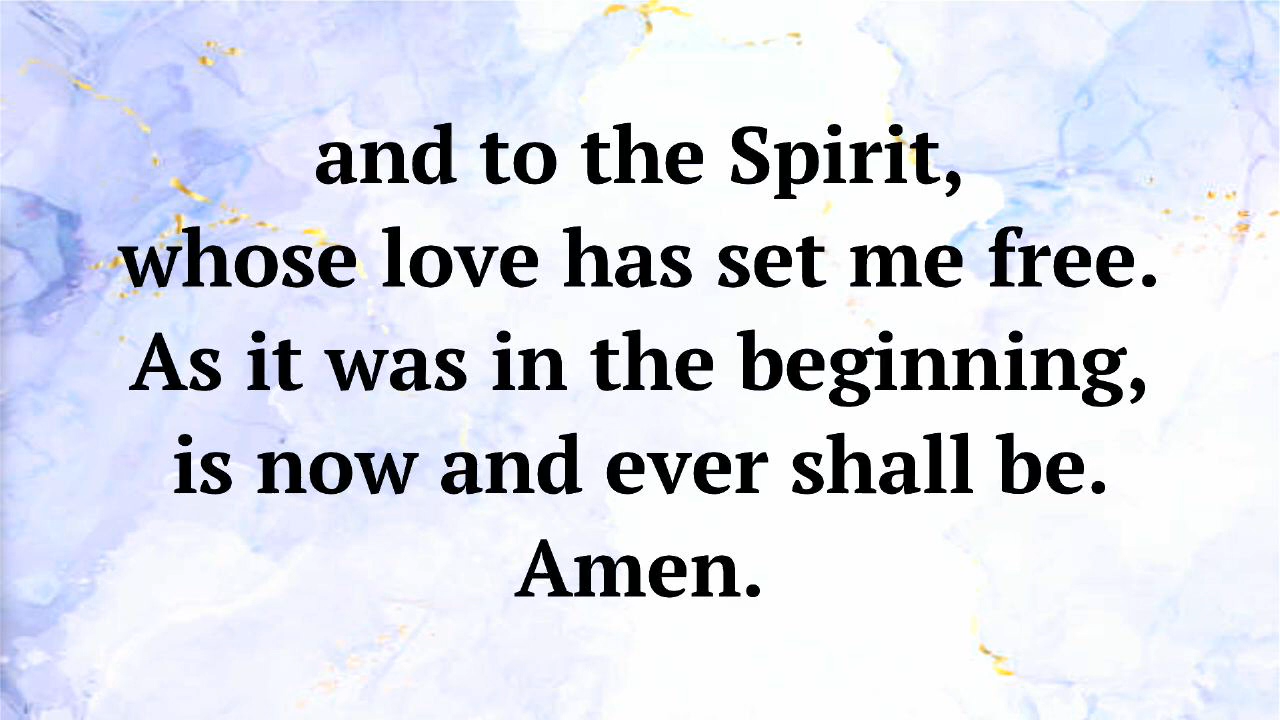 and to the Spirit,
whose love has set me free.
As it was in the beginning,
is now and ever shall be.
Amen.